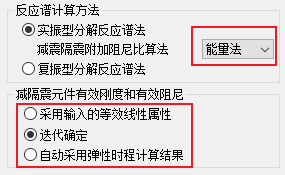 反应谱计算方法
实振型分解反应谱法
减震隔震附加阻尼比算法 能量法
复振型分解反应谱法
减隔震元件有效刚度和有效阻尼
采用输入的等效线性属性
迭代确定
自动采用弹性时程计算结果